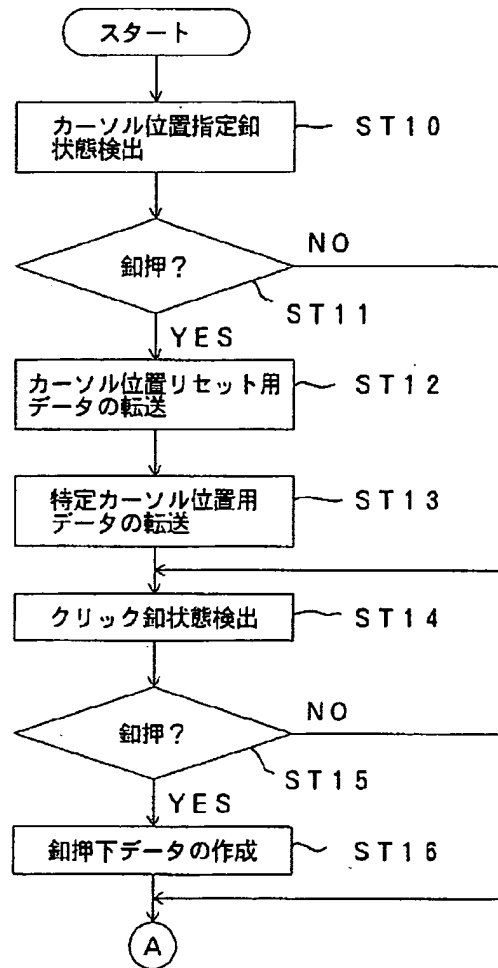 スタート
カーソル位置指定釦
状態検出
ST10
釦押？
NO
ST11
YES
カーソル位置リセット用
データの転送
ST12
特定カーソル位置用
データの転送
ST13
クリック釦状態検出
ST14
釦押？
NO
ST15
YES
釦押下データの作成
ST16
A